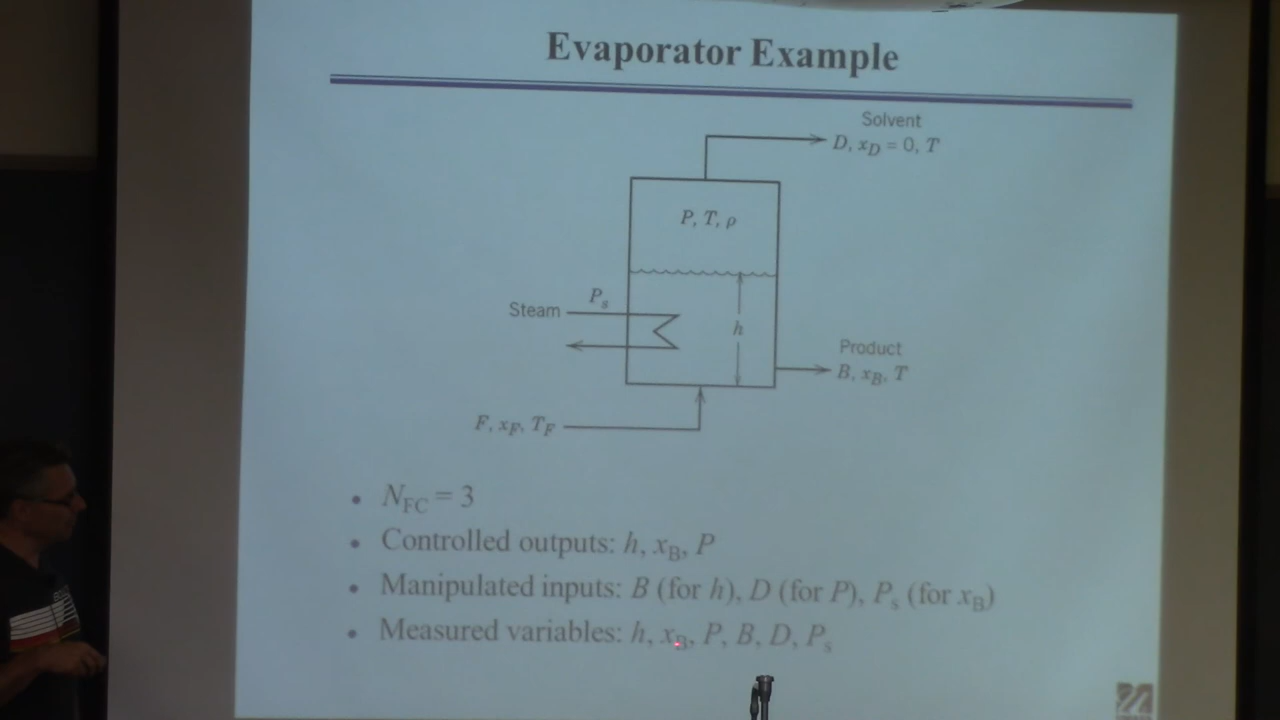 Evaporator Example
Solvent
D, x_D = 0, T
P, T, ρ
P_s
Steam
h
Product
B, x_B, T
F, x_F, T_F
• N_FC = 3
• Controlled outputs: h, x_B, P
• Manipulated inputs: B (for h), D (for P), P_s (for x_B)
• Measured variables: h, x_B, P, B, D, P_s